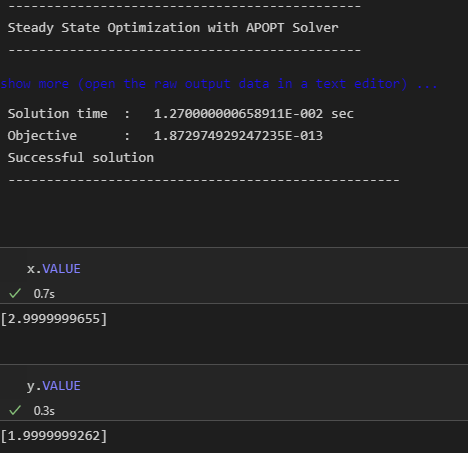 ----------------------------------------------
Steady State Optimization with APOPT Solver
----------------------------------------------
show more (open the raw output data in a text editor) ...
Solution time : 1.270000000658911E-002 sec
Objective : 1.872974929247235E-013
Successful solution
---------------------------------------------------
x.VALUE
✓ 0.7s
[2.9999999655]
y.VALUE
✓ 0.3s
[1.9999999262]